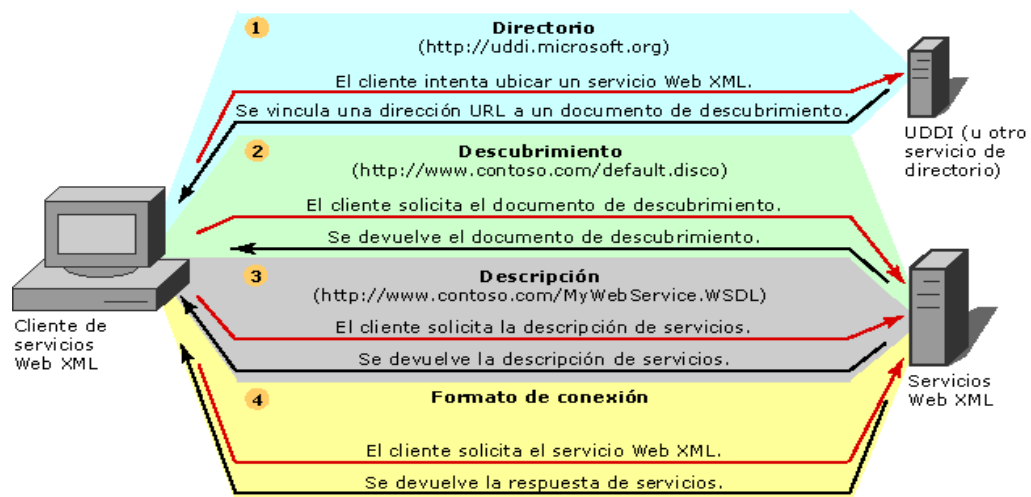 1
Directorio
(http://uddi.microsoft.org)
El cliente intenta ubicar un servicio Web XML.
Se vincula una dirección URL a un documento de descubrimiento.
UDDI (u otro
servicio de
directorio)
2
Descubrimiento
(http://www.contoso.com/default.disco)
El cliente solicita el documento de descubrimiento.
Se devuelve el documento de descubrimiento.
3
Descripción
(http://www.contoso.com/MyWebService.WSDL)
El cliente solicita la descripción de servicios.
Se devuelve la descripción de servicios.
Cliente de
servicios
Web XML
Servicios
Web XML
4
Formato de conexión
El cliente solicita el servicio Web XML.
Se devuelve la respuesta de servicios.